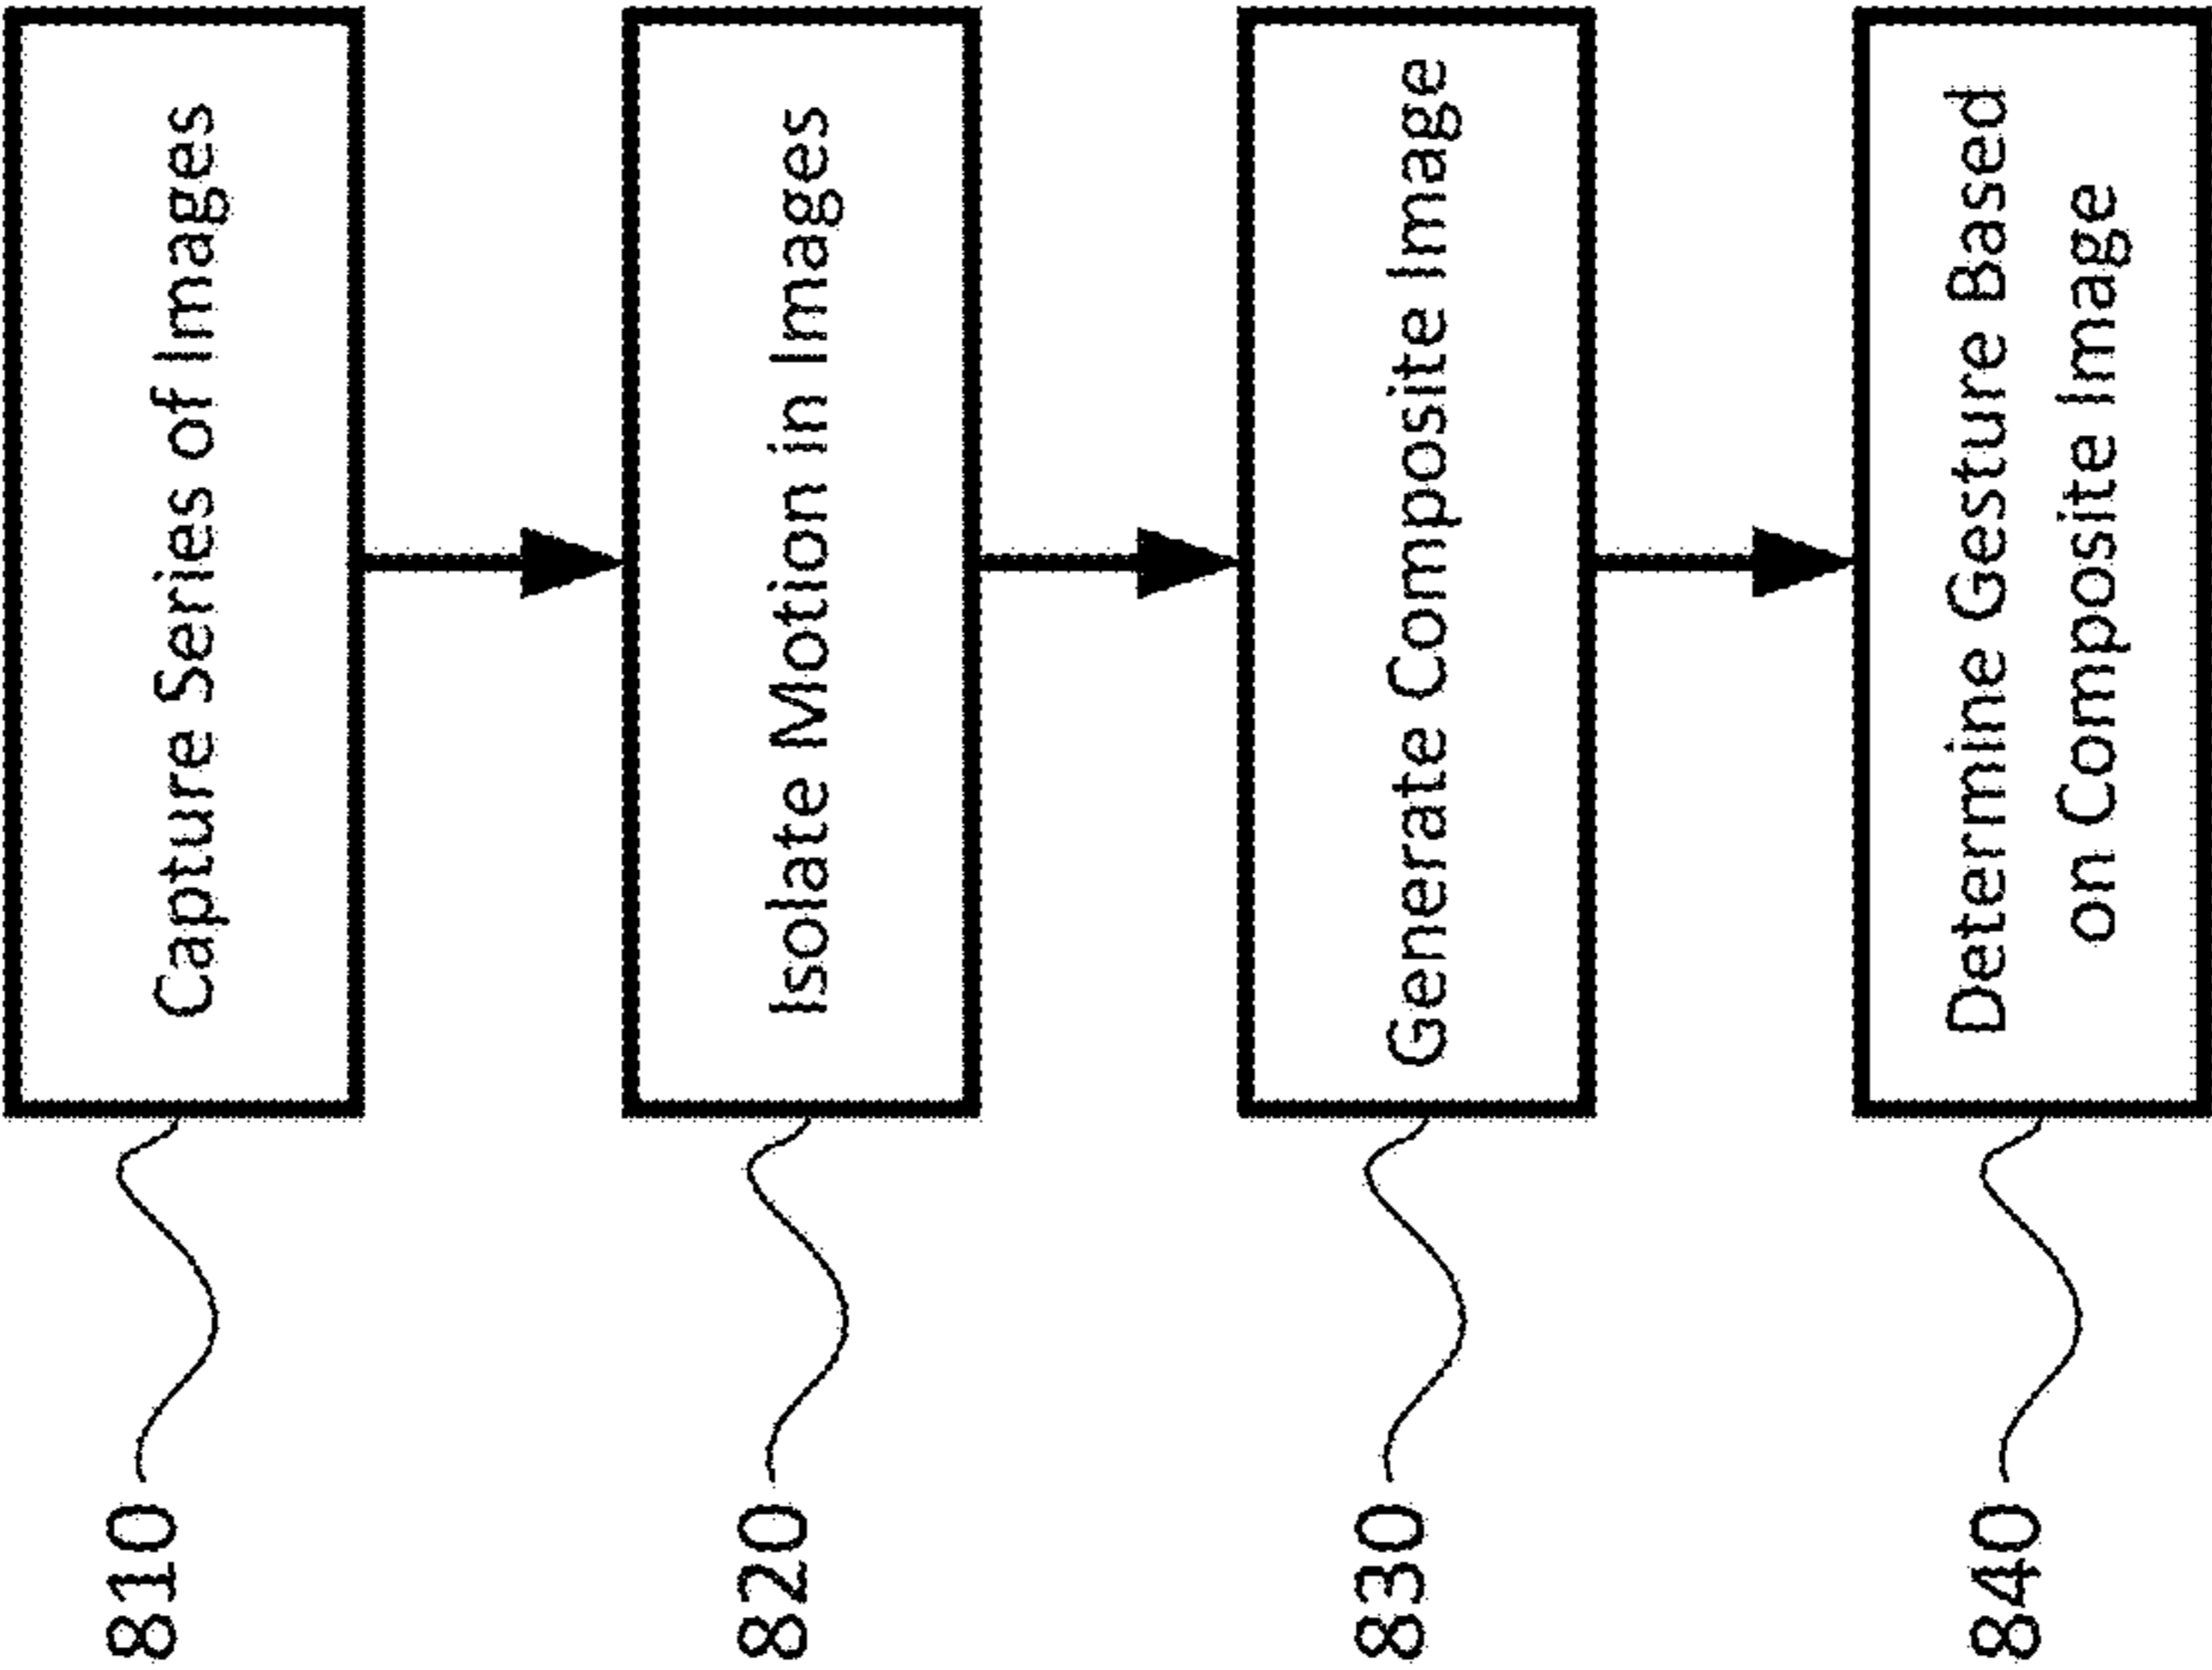 810
Capture Series of Images
820
Isolate Motion in Images
830
Generate Composite Image
840
Determine Gesture Based
on Composite Image